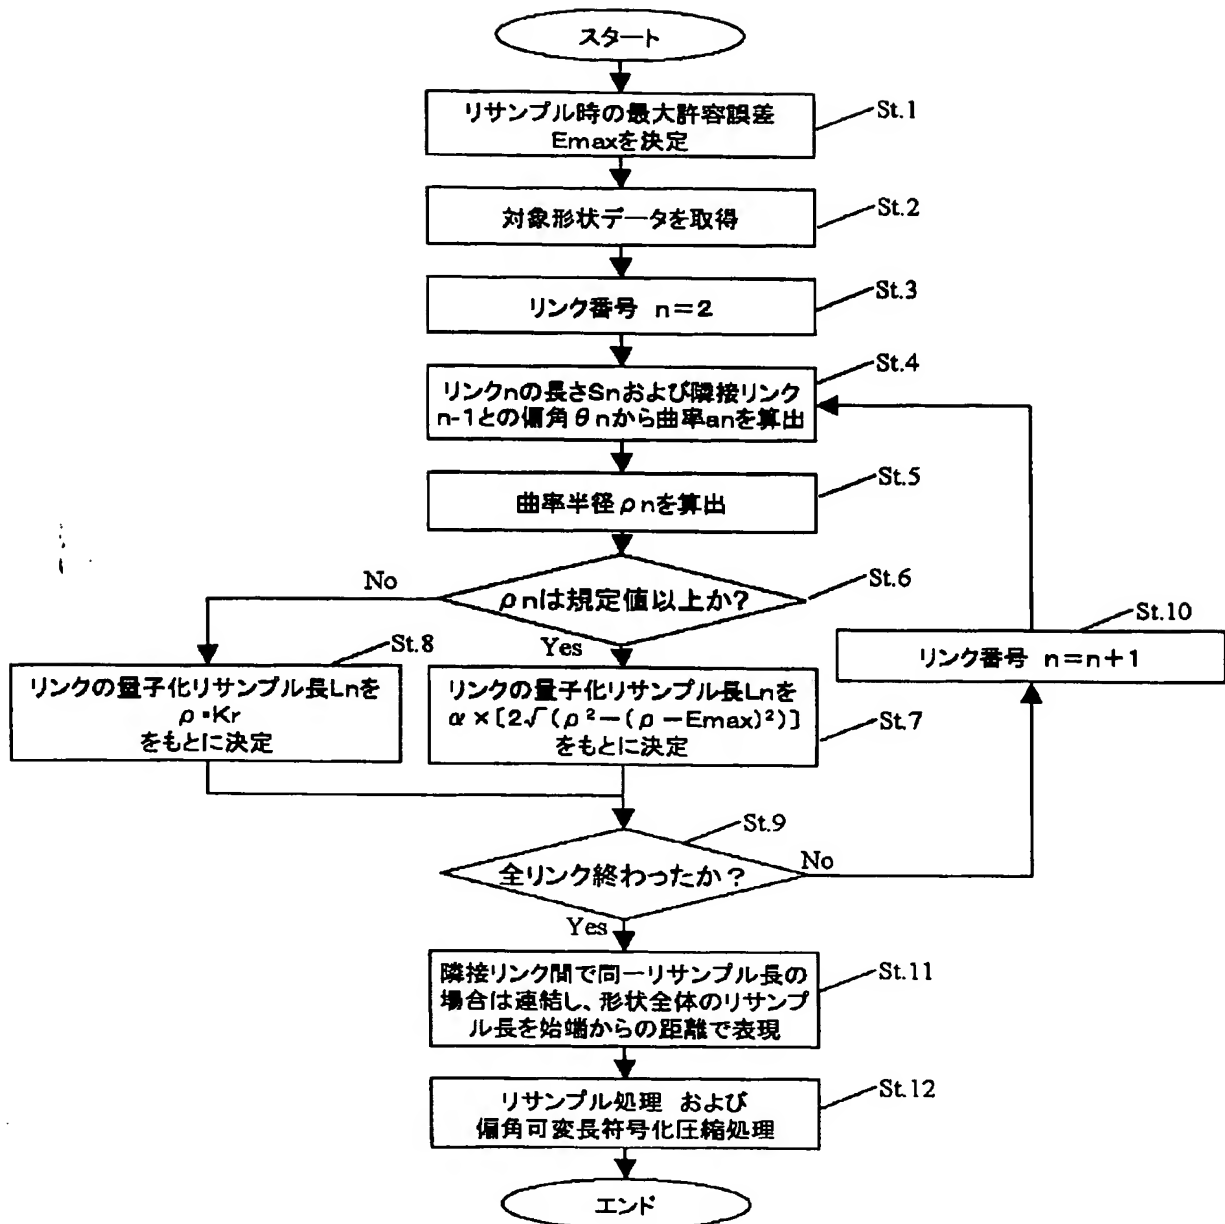 スタート
リサンプル時の最大許容誤差
Emaxを決定
St.1
対象形状データを取得
St.2
リンク番号 n=2
St.3
リンクnの長さSnおよび隣接リンク
n-1との偏角θnから曲率anを算出
St.4
曲率半径ρnを算出
St.5
ρnは規定値以上か?
St.6
No
Yes
リンクの量子化リサンプル長Lnを
ρ・Kr
をもとに決定
St.8
リンクの量子化リサンプル長Lnを
α×[2√(ρ²−(ρ−Emax)²)]
をもとに決定
St.7
リンク番号 n=n+1
St.10
全リンク終わったか?
St.9
No
Yes
隣接リンク間で同一リサンプル長の
場合は連結し、形状全体のリサンプ
ル長を始端からの距離で表現
St.11
リサンプル処理 および
偏角可変長符号化圧縮処理
St.12
エンド